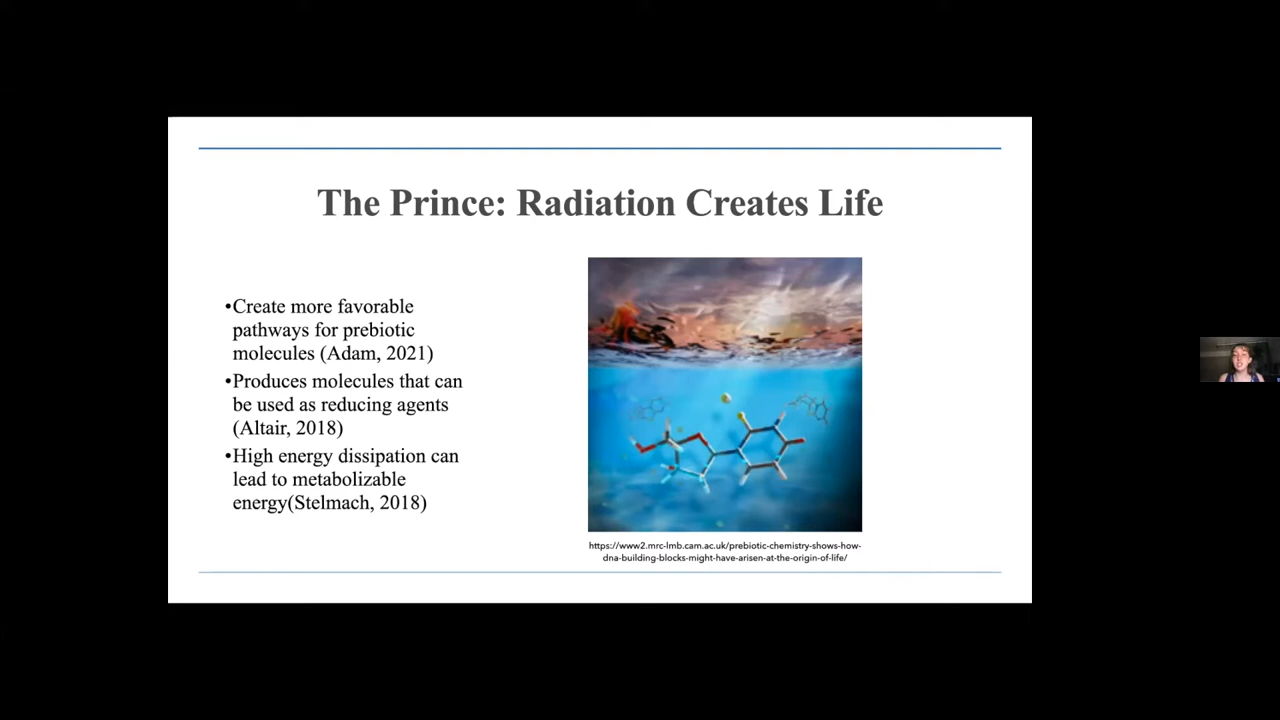 The Prince: Radiation Creates Life
•Create more favorable
pathways for prebiotic
molecules (Adam, 2021)
•Produces molecules that can
be used as reducing agents
(Altair, 2018)
•High energy dissipation can
lead to metabolizable
energy(Stelmach, 2018)
https://www2.mrc-lmb.cam.ac.uk/prebiotic-chemistry-shows-how-
dna-building-blocks-might-have-arisen-at-the-origin-of-life/